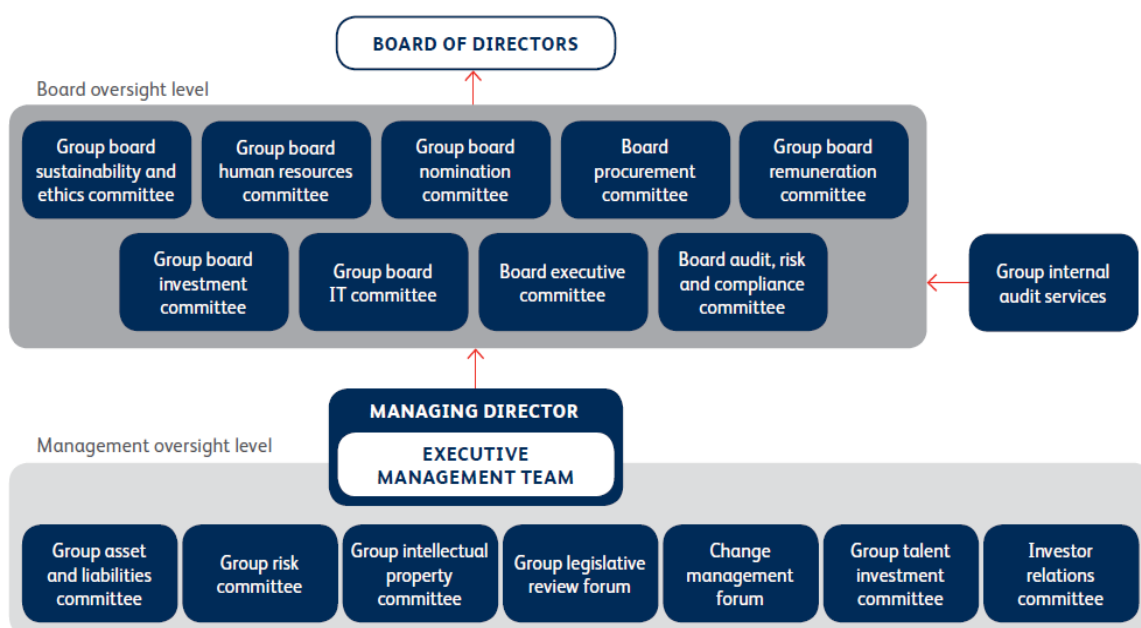 BOARD OF DIRECTORS
Board oversight level
Group board
sustainability and
ethics committee
Group board
human resources
committee
Group board
nomination
committee
Board
procurement
committee
Group board
remuneration
committee
Group board
investment
committee
Group board
IT committee
Board executive
committee
Board audit, risk
and compliance
committee
Group internal
audit services
MANAGING DIRECTOR
EXECUTIVE
MANAGEMENT TEAM
Management oversight level
Group asset
and liabilities
committee
Group risk
committee
Group intellectual
property
committee
Group legislative
review forum
Change
management
forum
Group talent
investment
committee
Investor
relations
committee